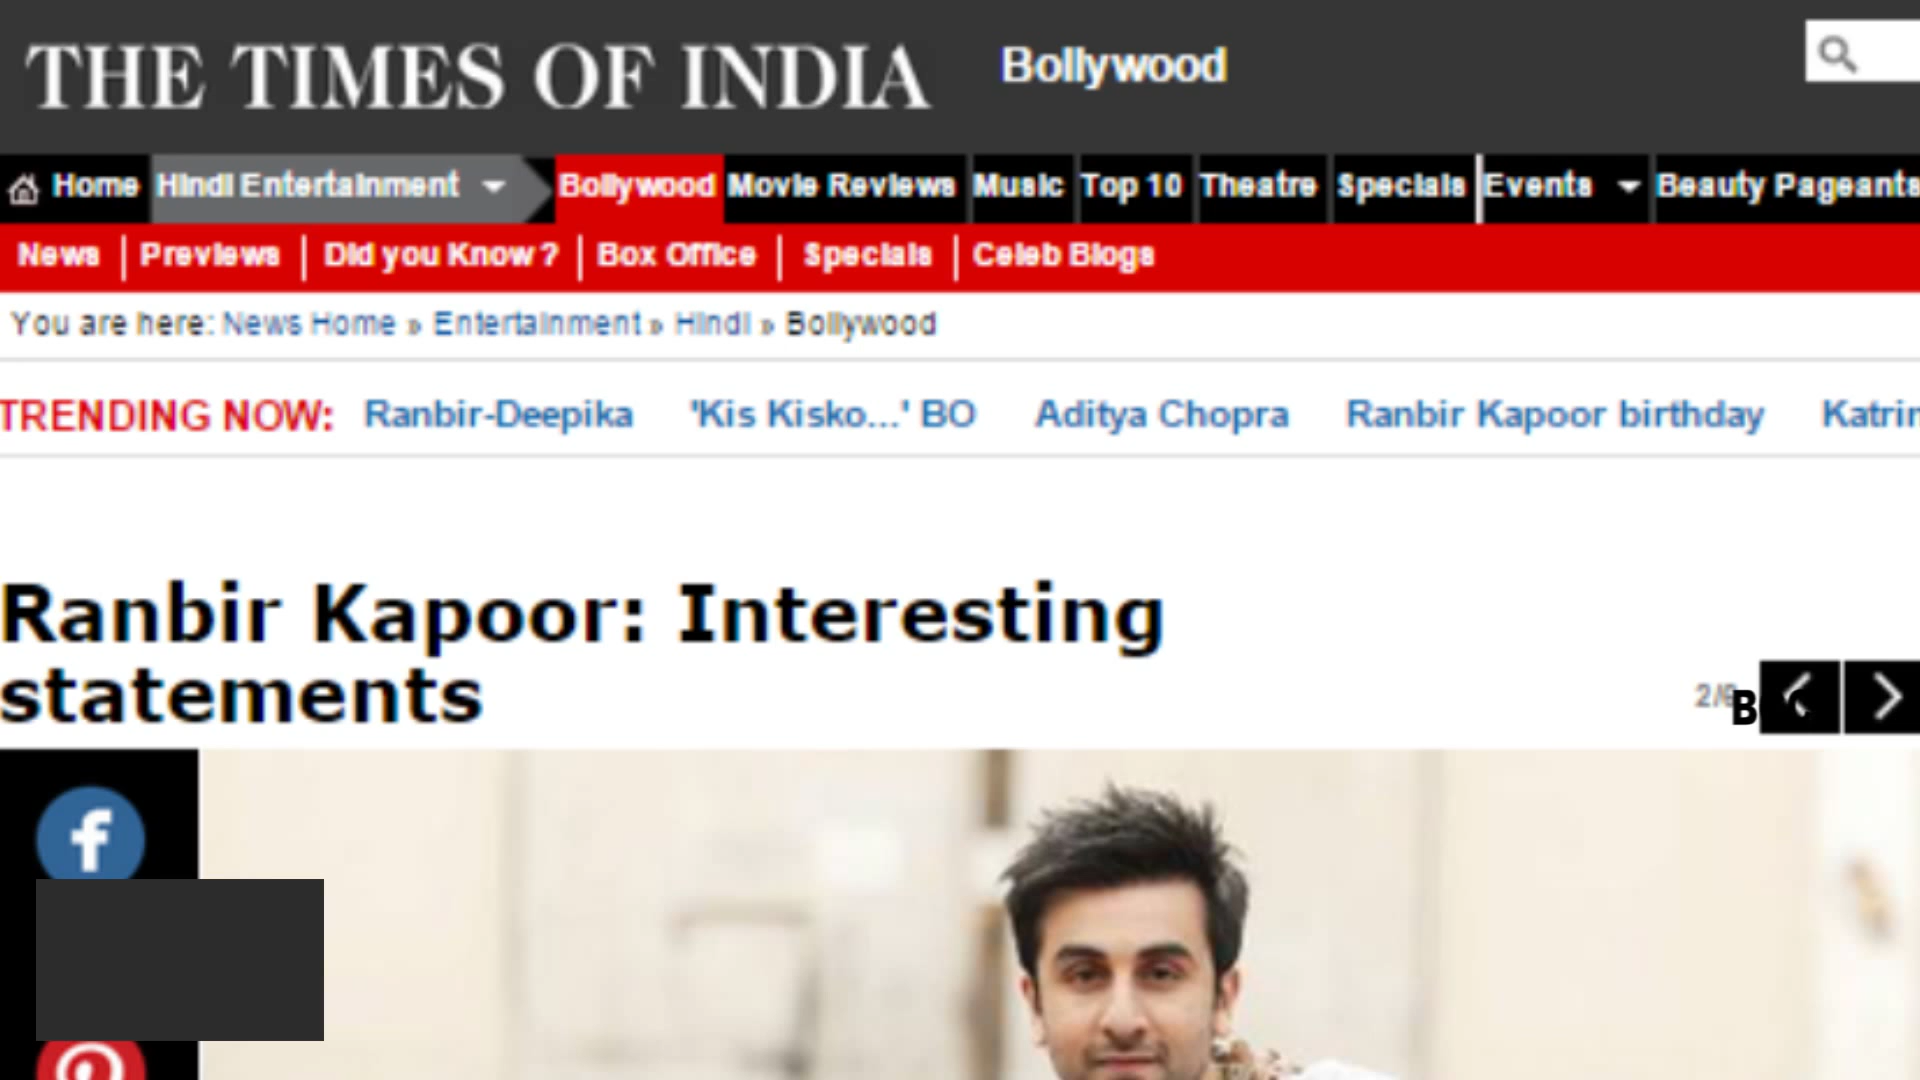 THE TIMES OF INDIA Bollywood
Home Hindi Entertainment Bollywood Movie Reviews Music Top 10 Theatre Specials Events Beauty Pageants
News Previews Did you Know? Box Office Specials Celeb Blogs
You are here: News Home » Entertainment » Hindi » Bollywood
TRENDING NOW: Ranbir-Deepika 'Kis Kisko...' BO Aditya Chopra Ranbir Kapoor birthday
Ranbir Kapoor: Interesting
statements
B